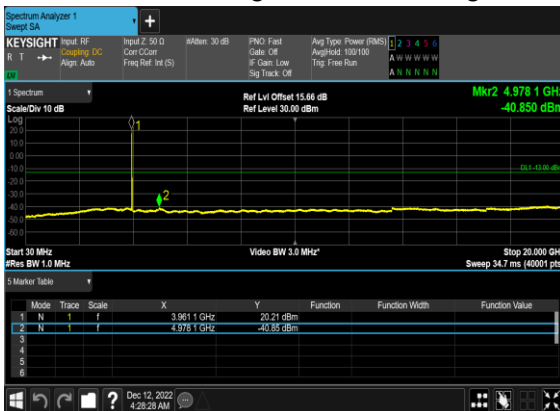 Spectrum Analyzer 1
Swept SA
KEYSIGHT Input: RF Input Z: 50 Ω #Atten: 30 dB PNO: Fast Avg Type: Power (RMS) 1 2 3 4 5 6
R T Coupling: DC Corr CCorr Gate: Off Avg|Hold: 100/100 A W W W W W
Align: Auto Freq Ref: Int (S) IF Gain: Low Trig: Free Run
Sig Track: Off A N N N N N
1 Spectrum Ref Lvl Offset 15.66 dB Mkr2 4.978 1 GHz
Scale/Div 10 dB Ref Level 30.00 dBm -40.850 dBm
Log
20.0
10.0
0.00
-10.0
-20.0
-30.0
-40.0
-50.0
-60.0
1
2
DL1 -13.00 dBm
Start 30 MHz Video BW 3.0 MHz* Stop 20.000 GH
#Res BW 1.0 MHz Sweep 34.7 ms (40001 pts
5 Marker Table
Mode Trace Scale X Y Function Function Width Function Value
1 N 1 f 3.961 1 GHz 20.21 dBm
2 N 1 f 4.978 1 GHz -40.85 dBm
3
4
5
6
? Dec 12, 2022
4:28:28 AM